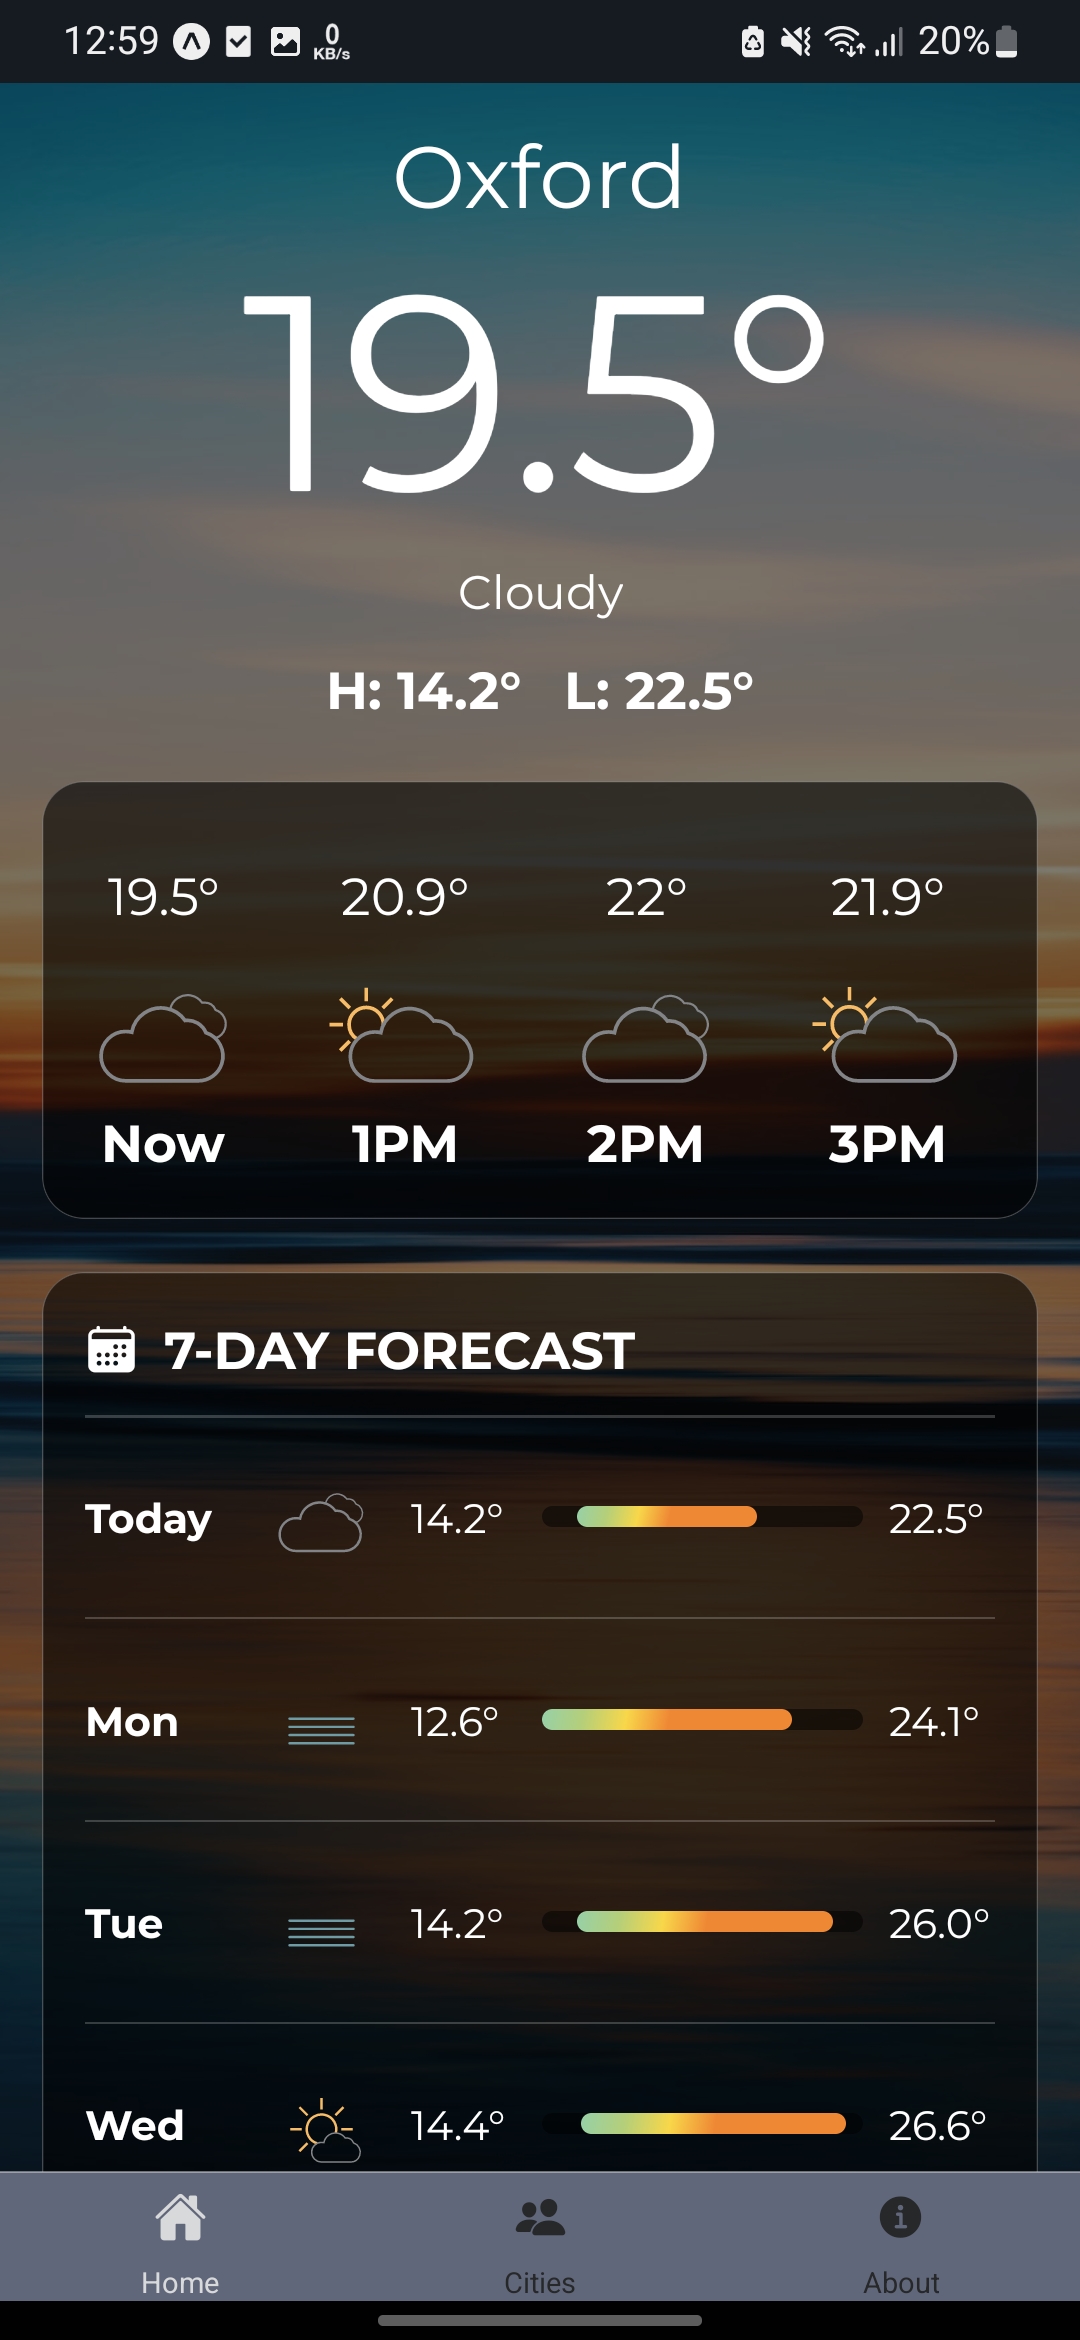 12:59 0 KB/s 20%
Oxford
19.5°
Cloudy
H: 14.2° L: 22.5°
19.5° 20.9° 22° 21.9°
Now 1PM 2PM 3PM
7-DAY FORECAST
Today 14.2° 22.5°
Mon 12.6° 24.1°
Tue 14.2° 26.0°
Wed 14.4° 26.6°
Home Cities About